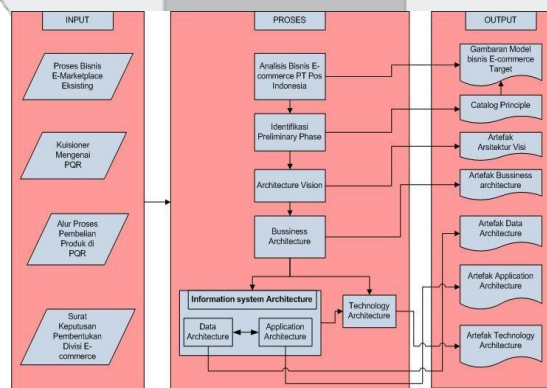 INPUT
Proses Bisnis
E-Marketplace
Eksisting
Kuisioner
Mengenai
PQR
Alur Proses
Pembelian
Produk di
PQR
Surat
Keputusan
Pembentukan
Divisi E-
commerce
PROSES
Analisis Bisnis E-
commerce PT Pos
Indonesia
Identifikasi
Preliminary Phase
Architecture Vision
Bussiness
Architecture
Information system Architecture
Data
Architecture
Application
Architecture
Technology
Architecture
OUTPUT
Gambaran Model
bisnis E-commerce
Target
Catalog Principle
Artefak
Arsitektur Visi
Artefak Bussiness
architecture
Artefak Data
Architecture
Artefak Application
Architecture
Artefak Technology
Architecture